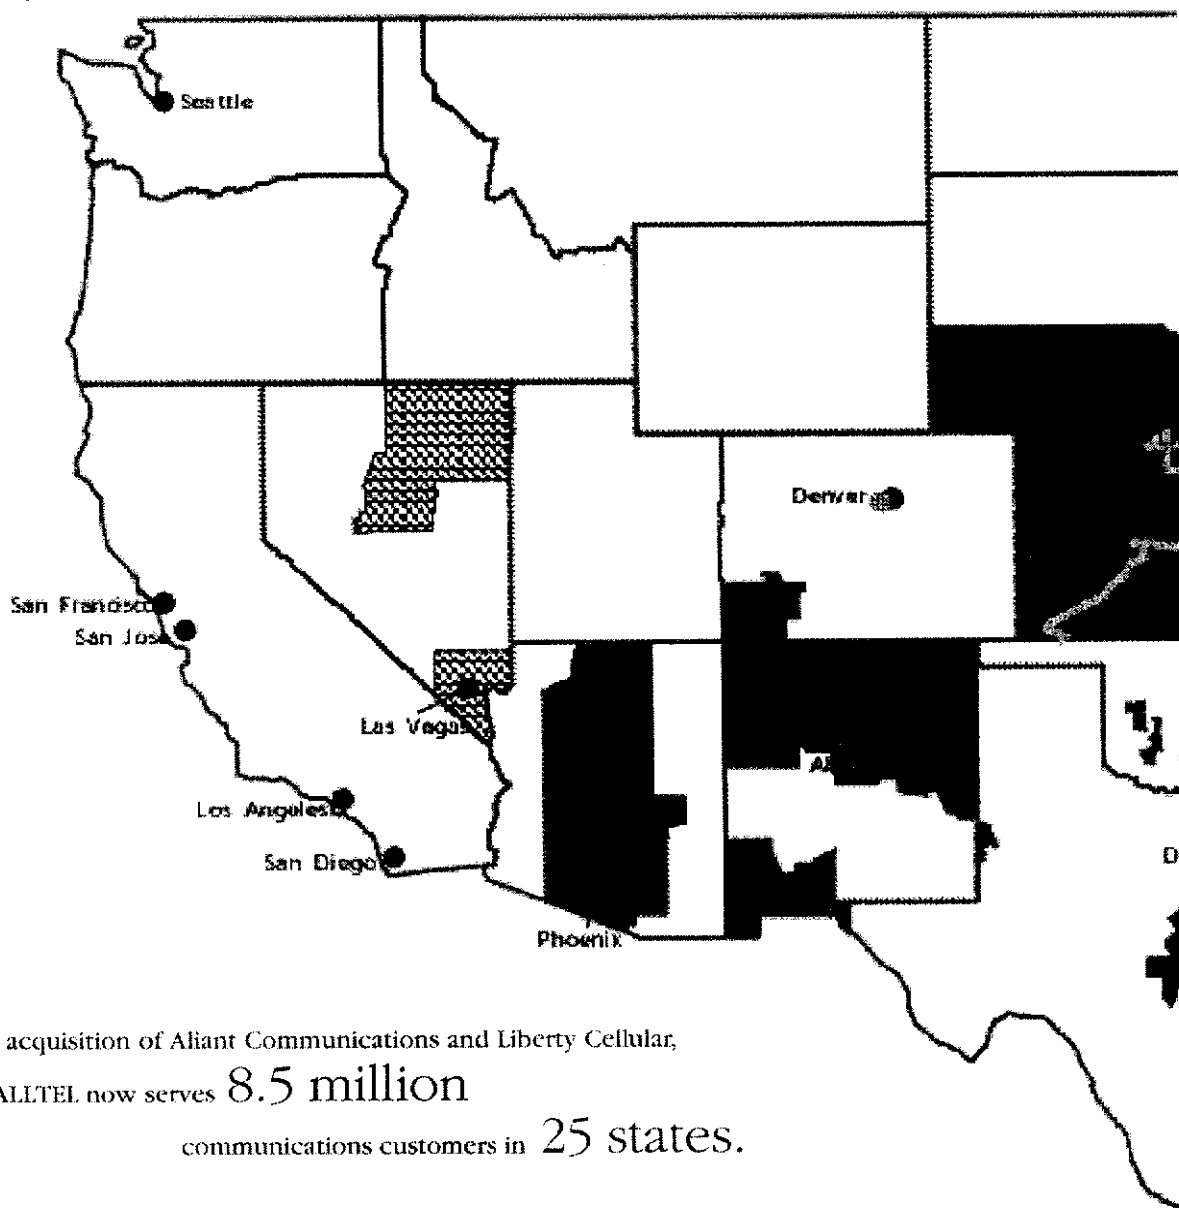 Seattle
Denver
San Francisco
San Jose
Las Vegas
Los Angeles
San Diego
Phoenix
acquisition of Aliant Communications and Liberty Cellular,
ALLTEL now serves 8.5 million
communications customers in 25 states.